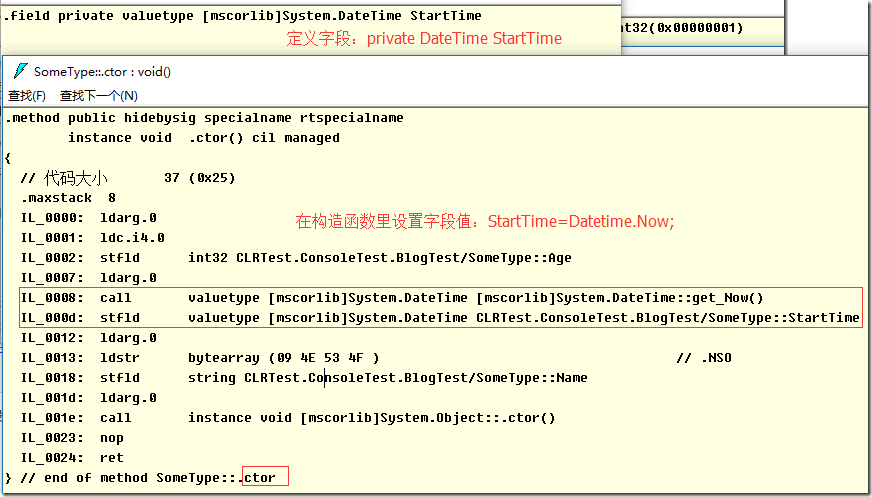 .field private valuetype [mscorlib]System.DateTime StartTime
定义字段：private DateTime StartTime
int32(0x00000001)
SomeType::.ctor : void()
查找(F) 查找下一个(N)
.method public hidebysig specialname rtspecialname
instance void .ctor() cil managed
{
// 代码大小 37 (0x25)
.maxstack 8
IL_0000: ldarg.0
在构造函数里设置字段值：StartTime=Datetime.Now;
IL_0001: ldc.i4.0
IL_0002: stfld int32 CLRTest.ConsoleTest.BlogTest/SomeType::Age
IL_0007: ldarg.0
IL_0008: call valuetype [mscorlib]System.DateTime [mscorlib]System.DateTime::get_Now()
IL_000d: stfld valuetype [mscorlib]System.DateTime CLRTest.ConsoleTest.BlogTest/SomeType::StartTime
IL_0012: ldarg.0
IL_0013: ldstr bytearray (09 4E 53 4F ) // .NSO
IL_0018: stfld string CLRTest.ConsoleTest.BlogTest/SomeType::Name
IL_001d: ldarg.0
IL_001e: call instance void [mscorlib]System.Object::.ctor()
IL_0023: nop
IL_0024: ret
} // end of method SomeType::.ctor